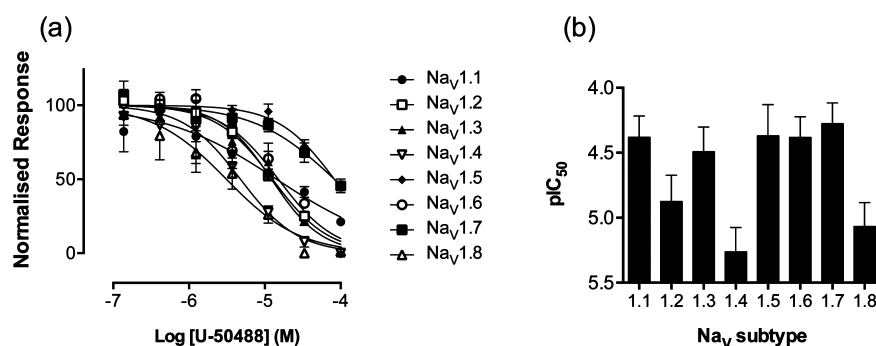 (a)
Normalised Response
100
50
0
-7 -6 -5 -4
Log [U-50488] (M)
NaV1.1
NaV1.2
NaV1.3
NaV1.4
NaV1.5
NaV1.6
NaV1.7
NaV1.8
(b)
pIC50
4.0
4.5
5.0
5.5
1.1 1.2 1.3 1.4 1.5 1.6 1.7 1.8
NaV subtype